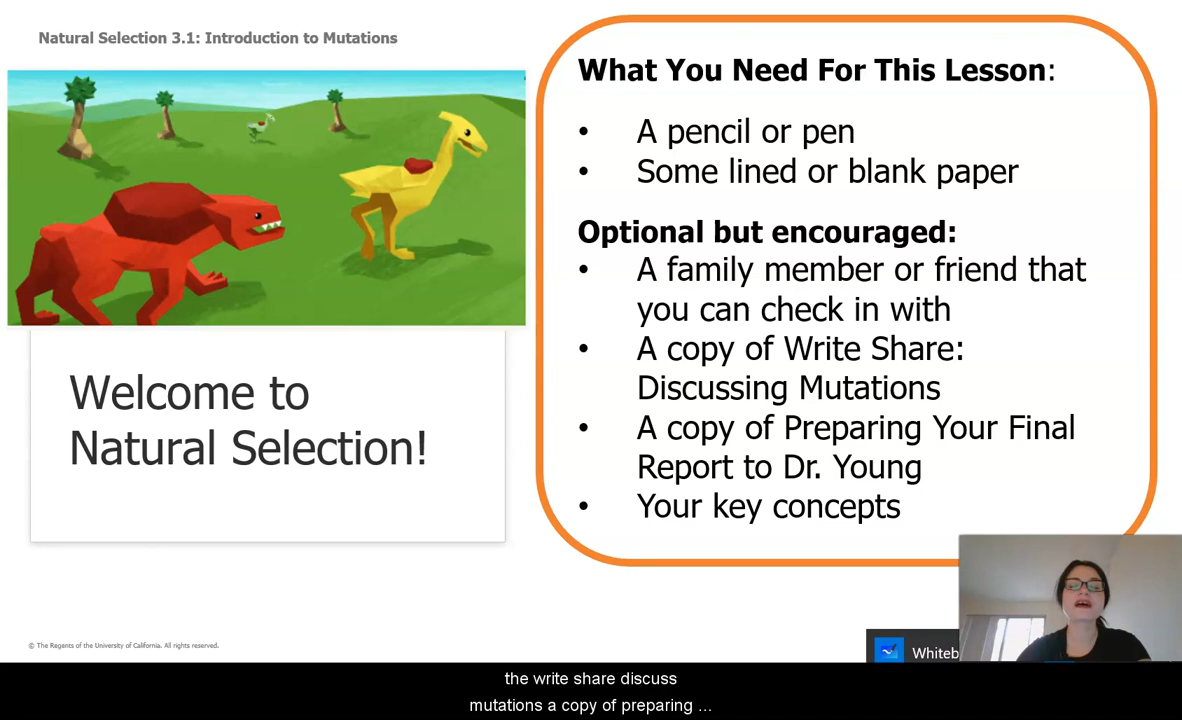 Natural Selection 3.1: Introduction to Mutations
Welcome to
Natural Selection!
What You Need For This Lesson:
• A pencil or pen
• Some lined or blank paper
Optional but encouraged:
• A family member or friend that
you can check in with
• A copy of Write Share:
Discussing Mutations
• A copy of Preparing Your Final
Report to Dr. Young
• Your key concepts
© The Regents of the University of California. All rights reserved.
Whiteb
the write share discuss
mutations a copy of preparing ...